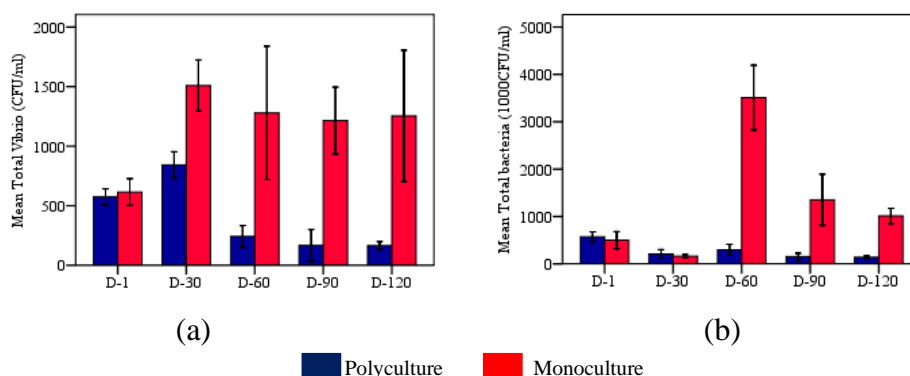 Mean Total Vibrio (CFU/ml)
2000
1500
1000
500
0
D-1 D-30 D-60 D-90 D-120
(a)
Mean Total bacteria (1000CFU/ml)
5000
4000
3000
2000
1000
0
D-1 D-30 D-60 D-90 D-120
(b)
Polyculture Monoculture